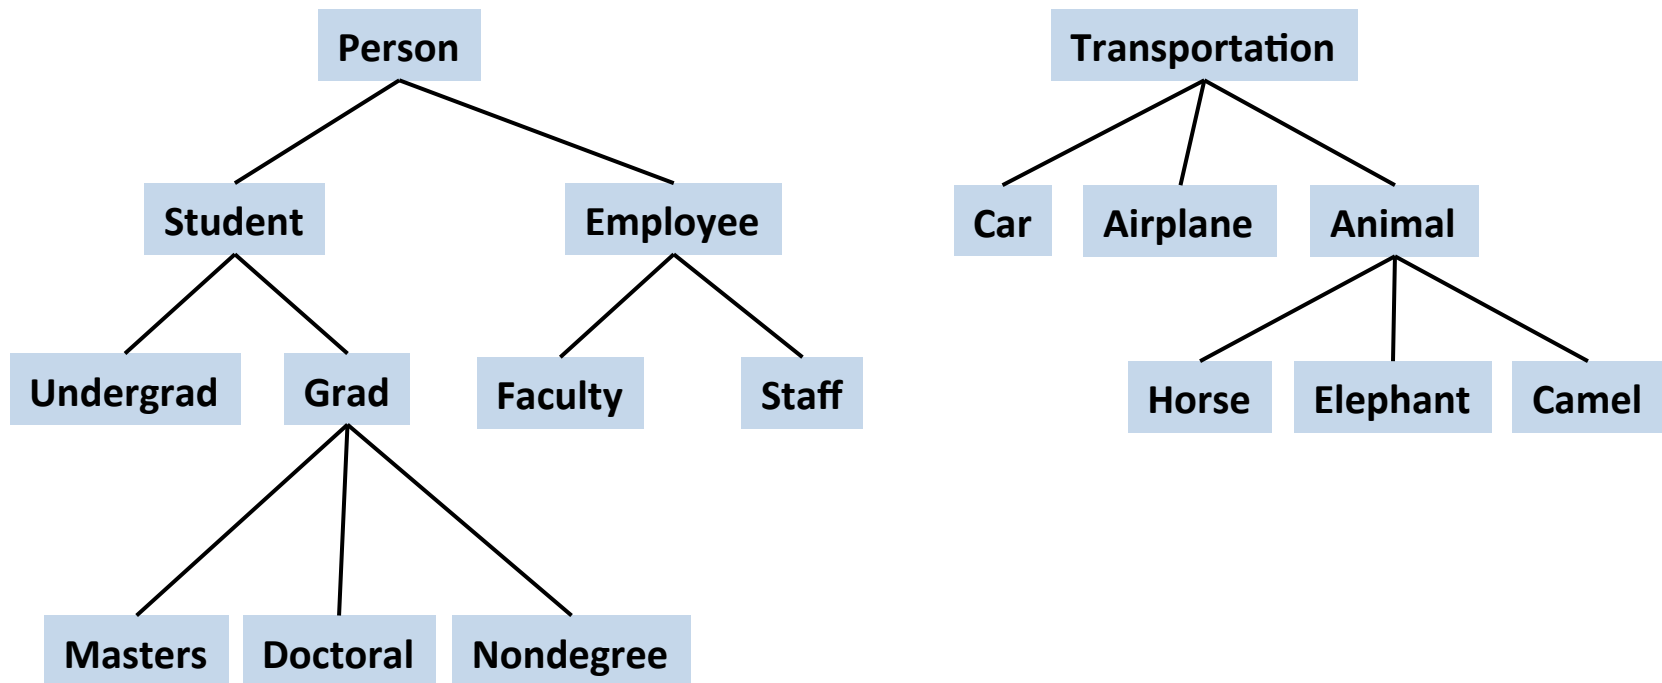 Person
Transportation
Student
Employee
Car
Airplane
Animal
Undergrad
Grad
Faculty
Staff
Horse
Elephant
Camel
Masters
Doctoral
Nondegree